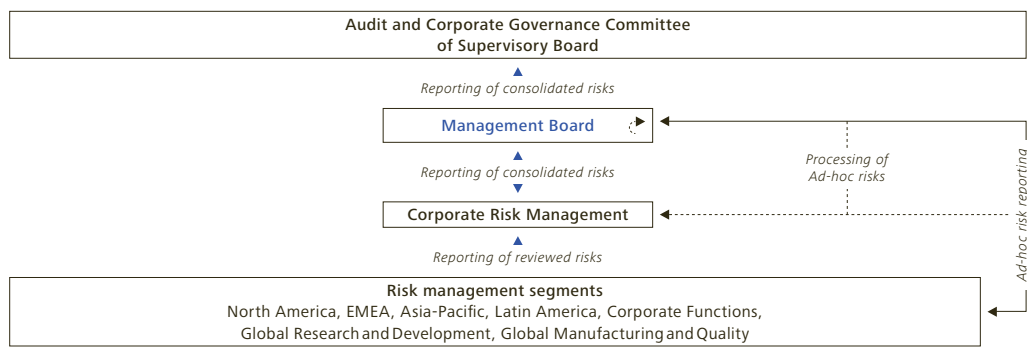 Audit and Corporate Governance Committee
of Supervisory Board
Reporting of consolidated risks
Management Board
Processing of
Ad-hoc risks
Reporting of consolidated risks
Corporate Risk Management
Ad-hoc risk reporting
Reporting of reviewed risks
Risk management segments
North America, EMEA, Asia-Pacific, Latin America, Corporate Functions,
Global Research and Development, Global Manufacturing and Quality